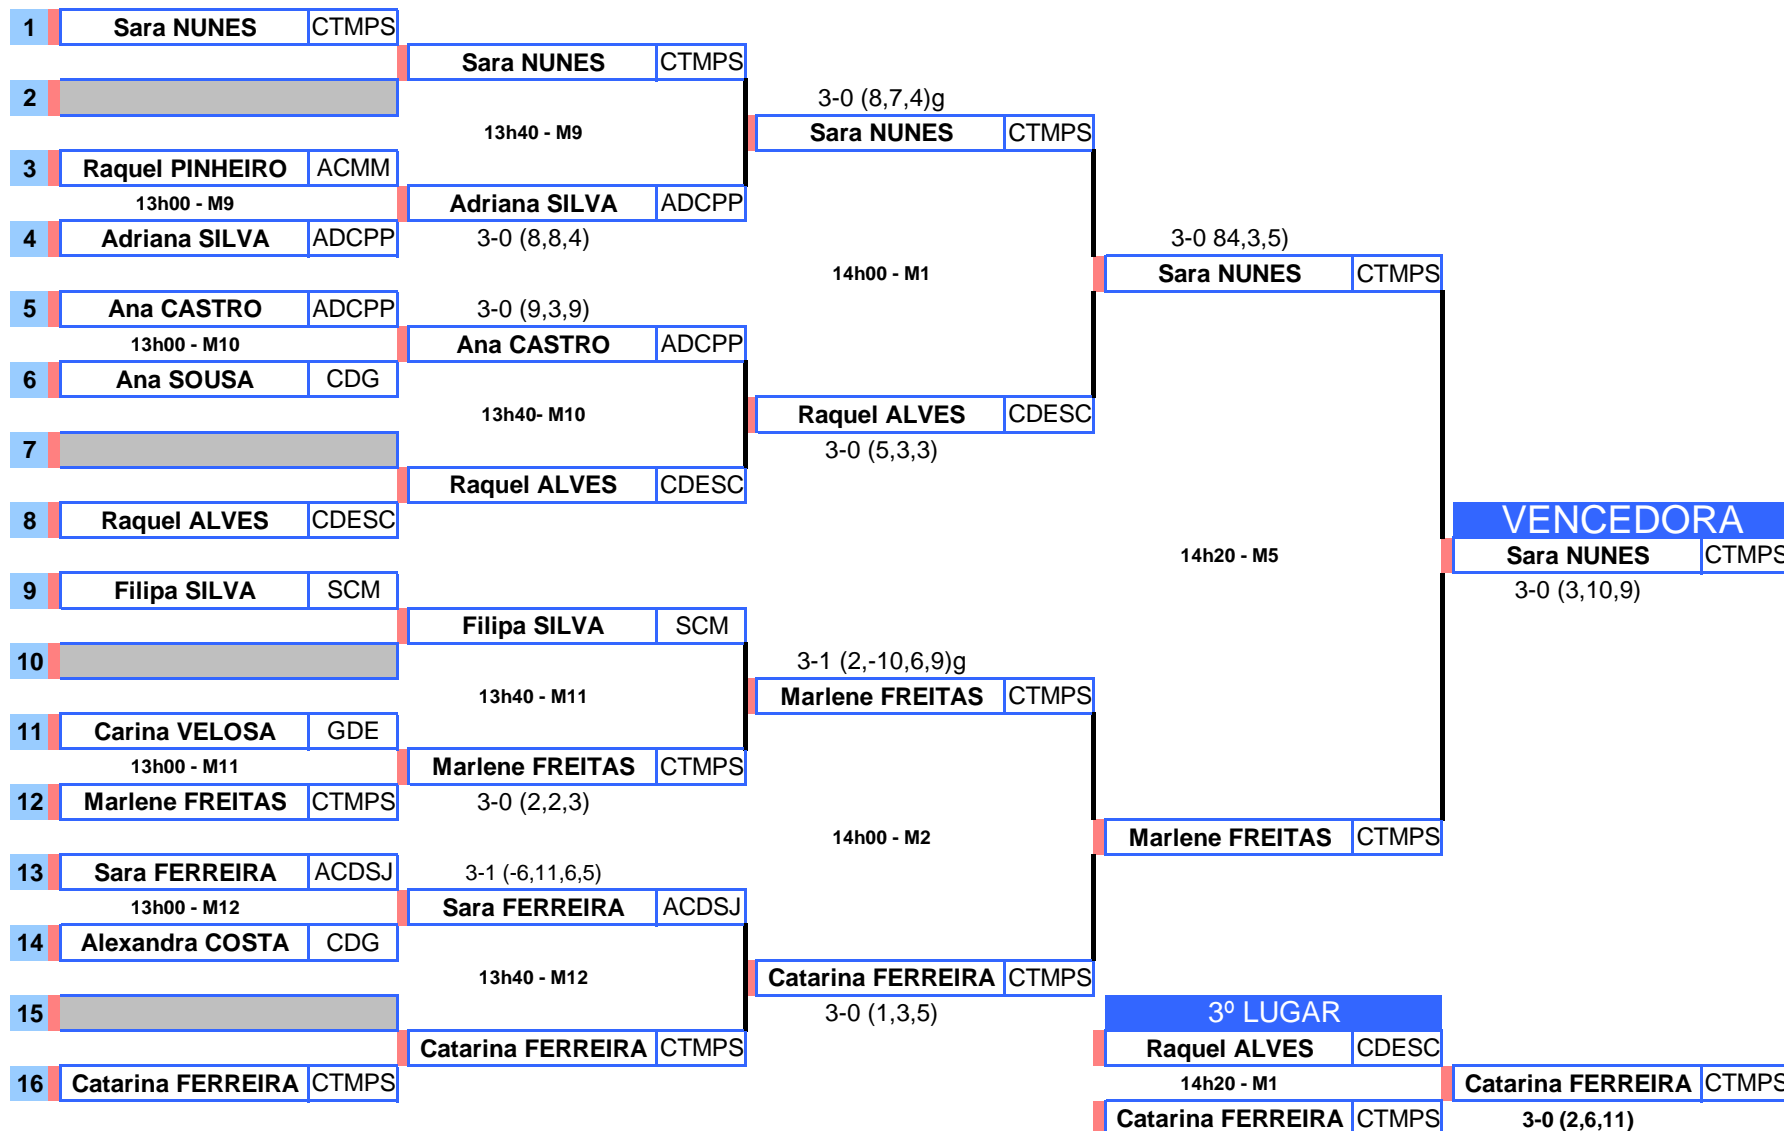 1 Sara NUNES CTMPS
Sara NUNES CTMPS
2 3-0 (8,7,4)g
13h40 - M9 Sara NUNES CTMPS
3 Raquel PINHEIRO ACMM
13h00 - M9 Adriana SILVA ADCPP
4 Adriana SILVA ADCPP 3-0 (8,8,4) 3-0 84,3,5)
14h00 - M1 Sara NUNES CTMPS
5 Ana CASTRO ADCPP 3-0 (9,3,9)
13h00 - M10 Ana CASTRO ADCPP
6 Ana SOUSA CDG
13h40- M10 Raquel ALVES CDESC
7 3-0 (5,3,3)
Raquel ALVES CDESC
8 Raquel ALVES CDESC VENCEDORA
14h20 - M5 Sara NUNES CTMPS
9 Filipa SILVA SCM 3-0 (3,10,9)
Filipa SILVA SCM
10 3-1 (2,-10,6,9)g
13h40 - M11 Marlene FREITAS CTMPS
11 Carina VELOSA GDE
13h00 - M11 Marlene FREITAS CTMPS
12 Marlene FREITAS CTMPS 3-0 (2,2,3)
14h00 - M2 Marlene FREITAS CTMPS
13 Sara FERREIRA ACDSJ 3-1 (-6,11,6,5)
13h00 - M12 Sara FERREIRA ACDSJ
14 Alexandra COSTA CDG
13h40 - M12 Catarina FERREIRA CTMPS
15 3-0 (1,3,5) 3º LUGAR
Catarina FERREIRA CTMPS Raquel ALVES CDESC
16 Catarina FERREIRA CTMPS 14h20 - M1 Catarina FERREIRA CTMPS
Catarina FERREIRA CTMPS 3-0 (2,6,11)